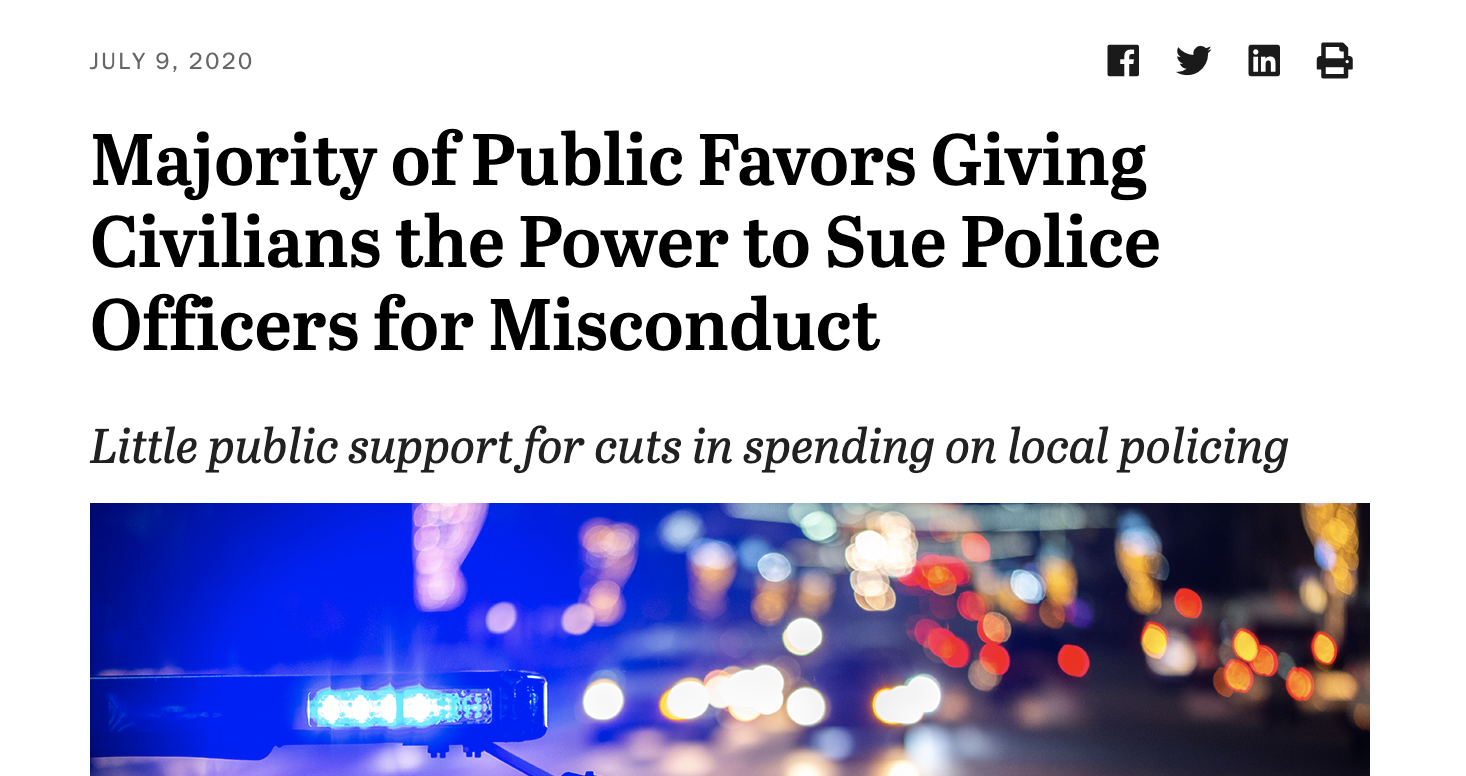 JULY 9, 2020
Majority of Public Favors Giving
Civilians the Power to Sue Police
Officers for Misconduct
Little public support for cuts in spending on local policing